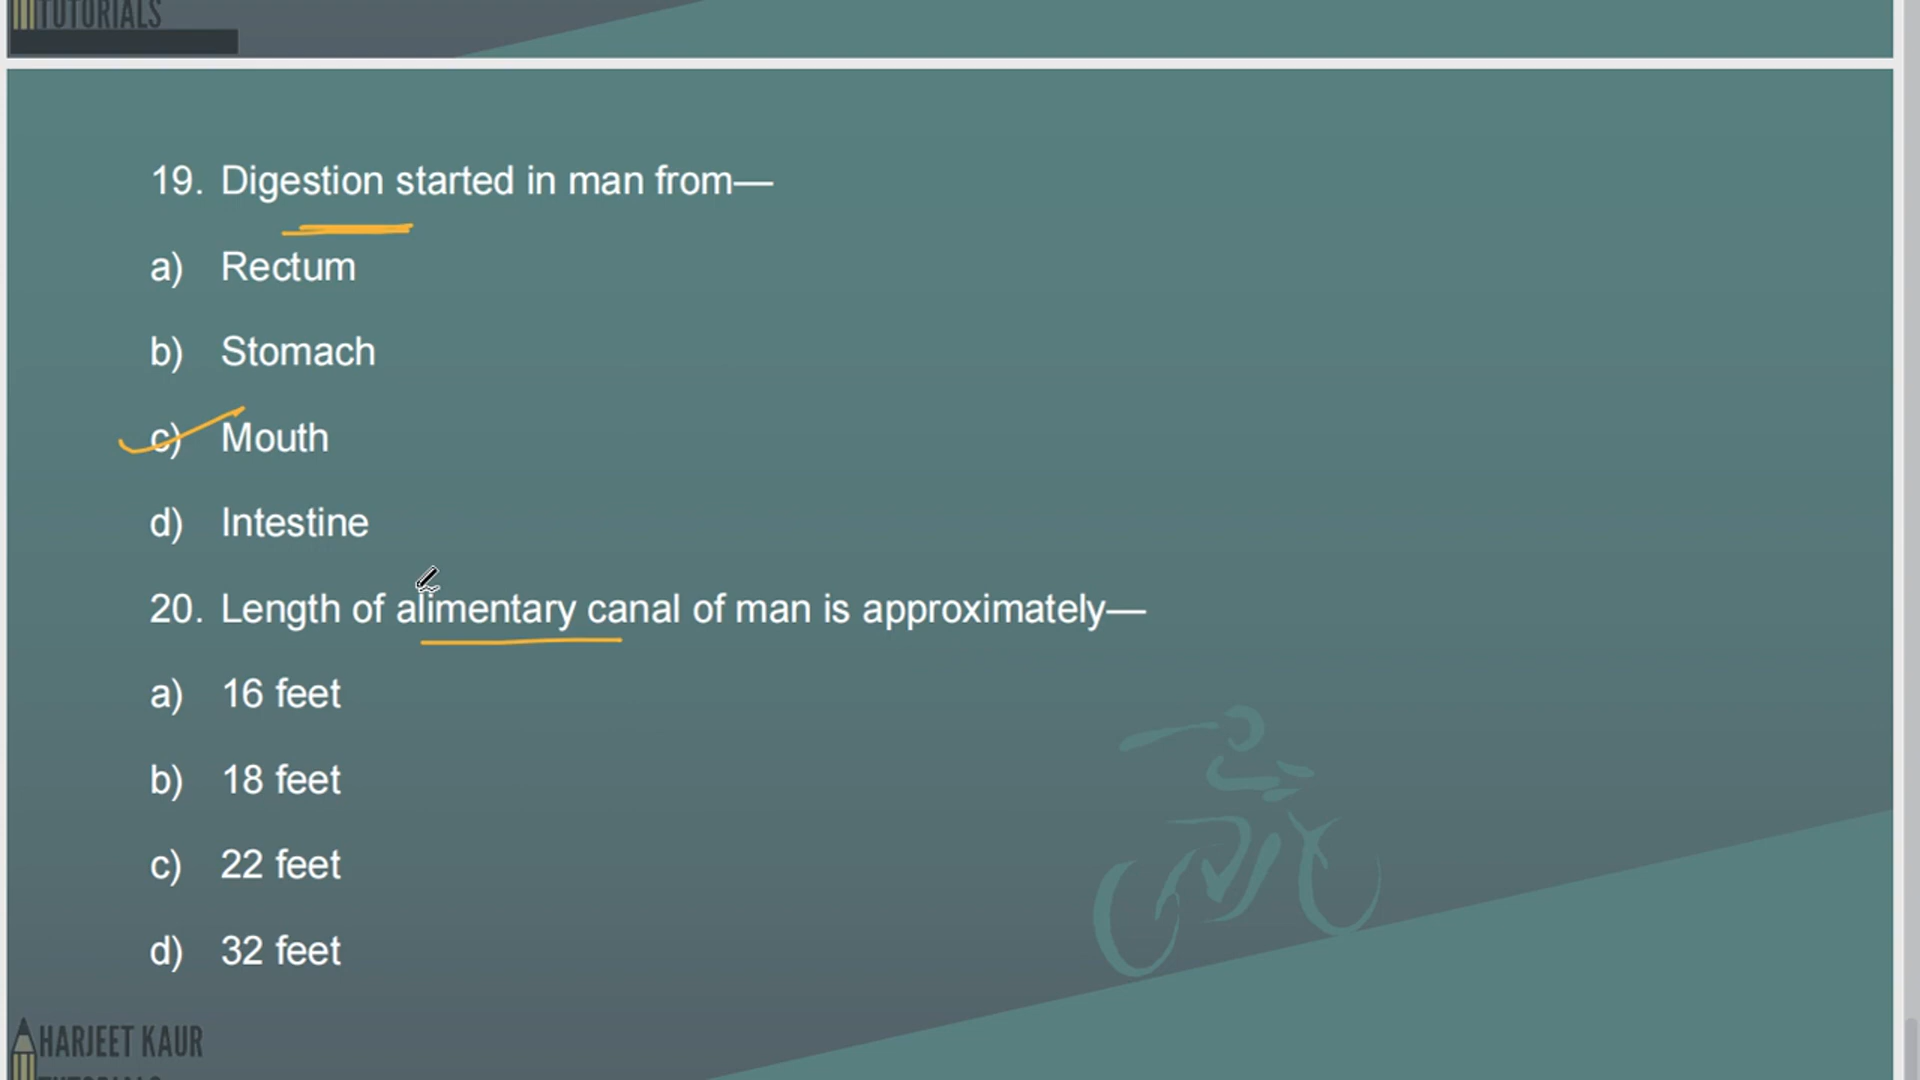 TUTORIALS
19. Digestion started in man from—
a) Rectum
b) Stomach
c) Mouth
d) Intestine
20. Length of alimentary canal of man is approximately—
a) 16 feet
b) 18 feet
c) 22 feet
d) 32 feet
HARJEET KAUR
TUTORIALS